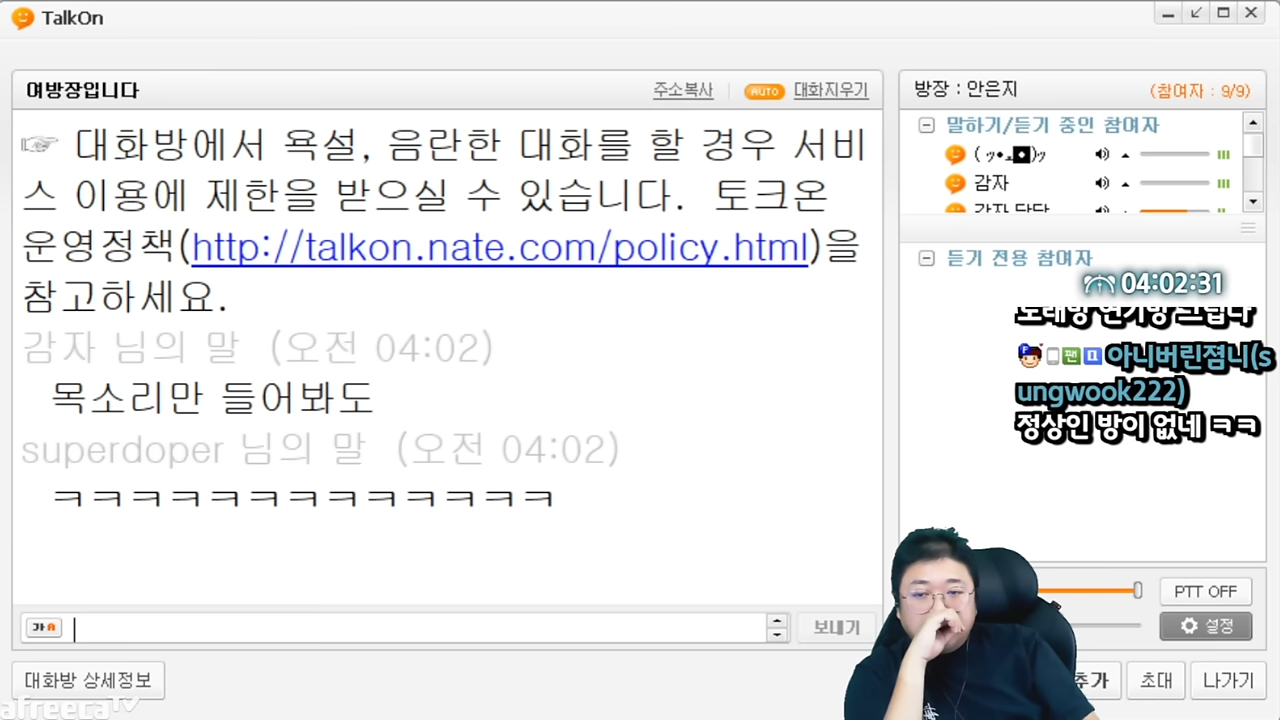 TalkOn
여방장입니다
주소복사
AUTO
대화지우기
☞ 대화방에서 욕설, 음란한 대화를 할 경우 서비
스 이용에 제한을 받으실 수 있습니다. 토크온
운영정책(http://talkon.nate.com/policy.html)을
참고하세요.
감자 님의 말 (오전 04:02)
목소리만 들어봐도
superdoper 님의 말 (오전 04:02)
ㅋㅋㅋㅋㅋㅋㅋㅋㅋㅋㅋㅋㅋ
가A
보내기
대화방 상세정보
afreecaTV
방장 : 안은지
(참여자 : 9/9)
말하기/듣기 중인 참여자
감자
듣기 전용 참여자
04:02:31
아니버린졈니(s
ungwook222)
정상인 방이 없네 ㅋㅋ
PTT OFF
설정
추가
초대
나가기